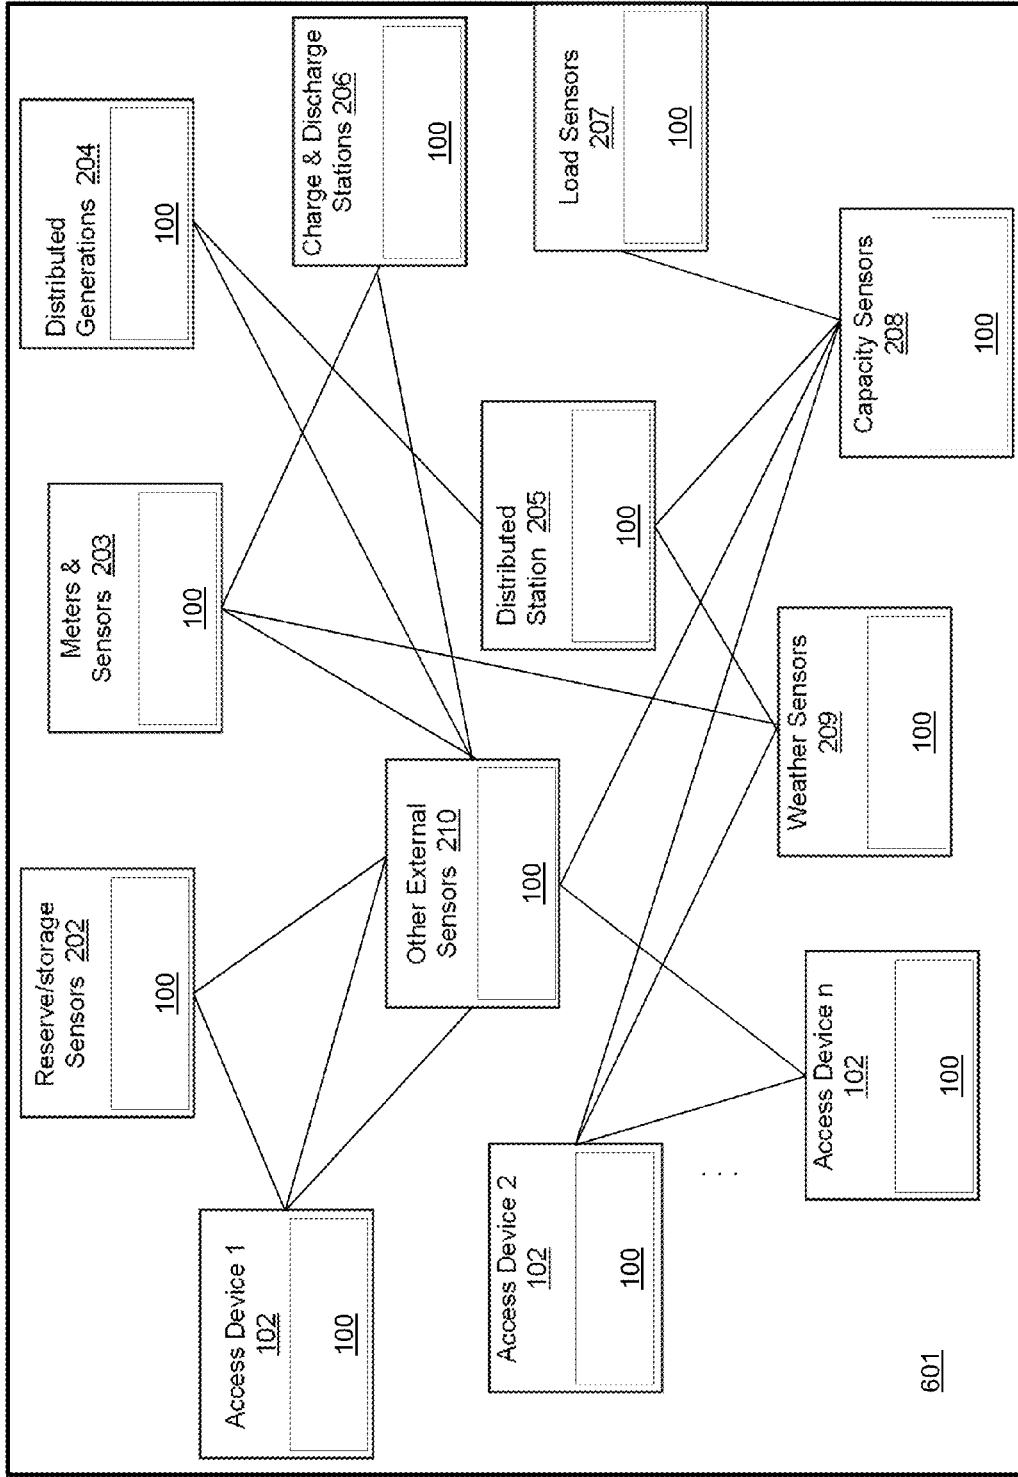 Reserve/storage
Sensors 202
100
Meters &
Sensors 203
100
Distributed
Generations 204
100
Access Device 1
102
100
Other External
Sensors 210
100
Charge & Discharge
Stations 206
100
Distributed
Station 205
100
Access Device 2
102
100
Load Sensors
207
100
. . .
Access Device n
102
100
Weather Sensors
209
100
Capacity Sensors
208
100
601